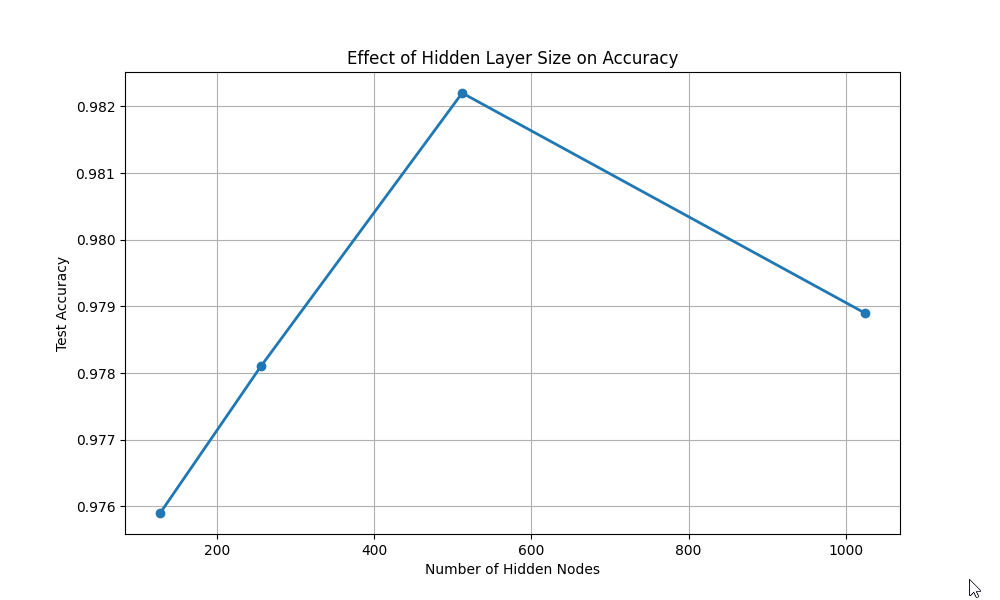 Effect of Hidden Layer Size on Accuracy
Test Accuracy
0.982
0.981
0.980
0.979
0.978
0.977
0.976
200 400 600 800 1000
Number of Hidden Nodes